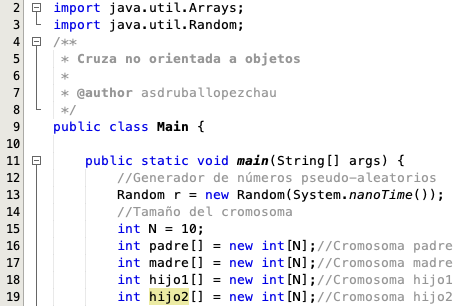 2 import java.util.Arrays;
3 import java.util.Random;
4 /**
5 * Cruza no orientada a objetos
6 *
7 * @author asdruballopezchau
8 */
9 public class Main {
10
11 public static void main(String[] args) {
12 //Generador de números pseudo-aleatorios
13 Random r = new Random(System.nanoTime());
14 //Tamaño del cromosoma
15 int N = 10;
16 int padre[] = new int[N];//Cromosoma padre
17 int madre[] = new int[N];//Cromosoma madre
18 int hijo1[] = new int[N];//Cromosoma hijo1
19 int hijo2[] = new int[N];//Cromosoma hijo2